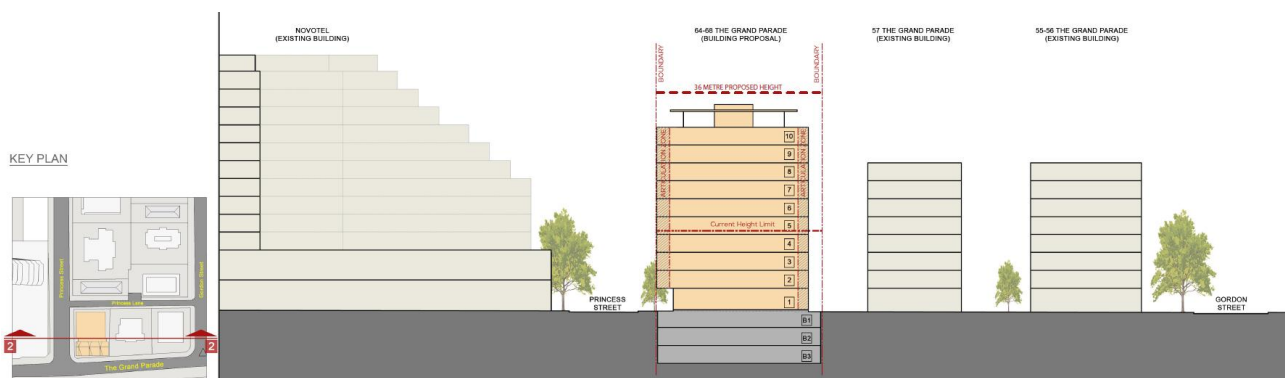 NOVOTEL
(EXISTING BUILDING)
64-68 THE GRAND PARADE
(BUILDING PROPOSAL)
57 THE GRAND PARADE
(EXISTING BUILDING)
55-56 THE GRAND PARADE
(EXISTING BUILDING)
BOUNDARY
BOUNDARY
36 METRE PROPOSED HEIGHT
ARTICULATION ZONE
ARTICULATION ZONE
10
9
8
7
6
Current Height Limit
5
4
3
2
1
B1
B2
B3
PRINCESS
STREET
GORDON
STREET
KEY PLAN
Princess Street
Gordon Street
Princess Lane
2
2
The Grand Parade